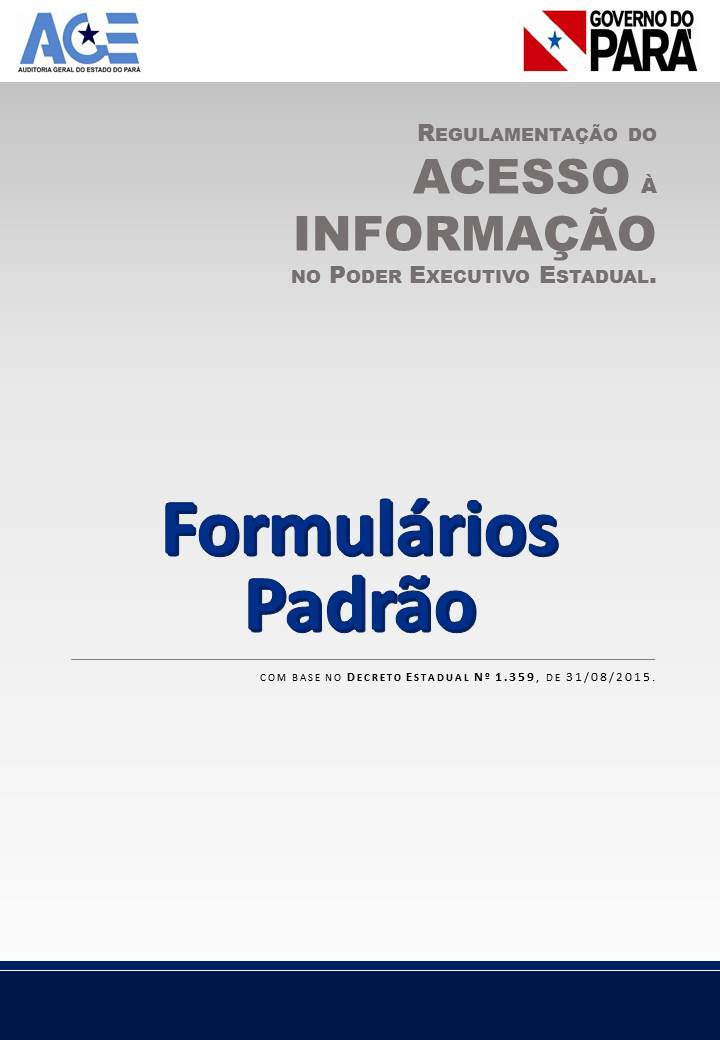 AGE
AUDITORIA GERAL DO ESTADO DO PARÁ
GOVERNO DO
PARÁ
REGULAMENTAÇÃO DO
ACESSO À
INFORMAÇÃO
NO PODER EXECUTIVO ESTADUAL.
Formulários
Padrão
COM BASE NO DECRETO ESTADUAL Nº 1.359, DE 31/08/2015.